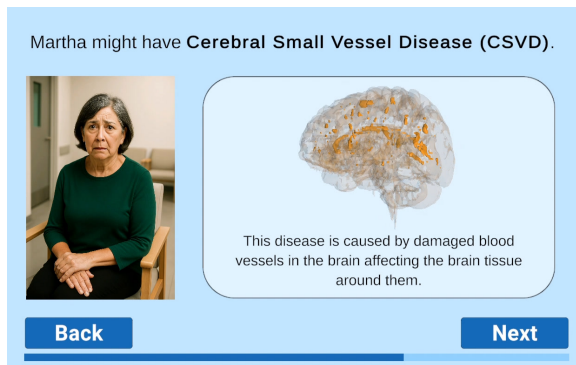 Martha might have Cerebral Small Vessel Disease (CSVD).
This disease is caused by damaged blood
vessels in the brain affecting the brain tissue
around them.
Back
Next